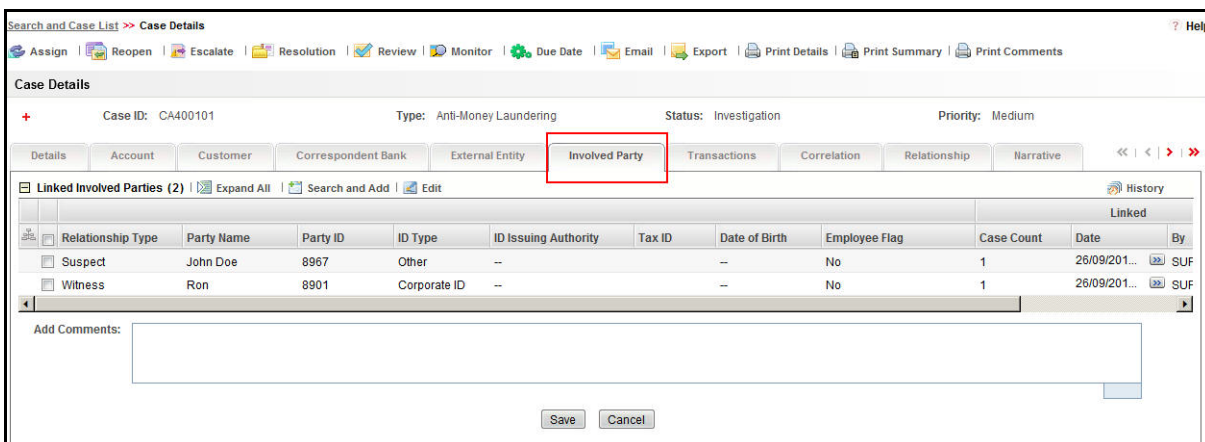 Search and Case List >> Case Details ? Help
Assign | Reopen | Escalate | Resolution | Review | Monitor | Due Date | Email | Export | Print Details | Print Summary | Print Comments
Case Details
+ Case ID: CA400101 Type: Anti-Money Laundering Status: Investigation Priority: Medium
Details Account Customer Correspondent Bank External Entity Involved Party Transactions Correlation Relationship Narrative
Linked Involved Parties (2) | Expand All | Search and Add | Edit History
Linked
Relationship Type Party Name Party ID ID Type ID Issuing Authority Tax ID Date of Birth Employee Flag Case Count Date By
Suspect John Doe 8967 Other -- -- No 1 26/09/201... >> SUP
Witness Ron 8901 Corporate ID -- -- No 1 26/09/201... >> SUP
Add Comments:
Save Cancel